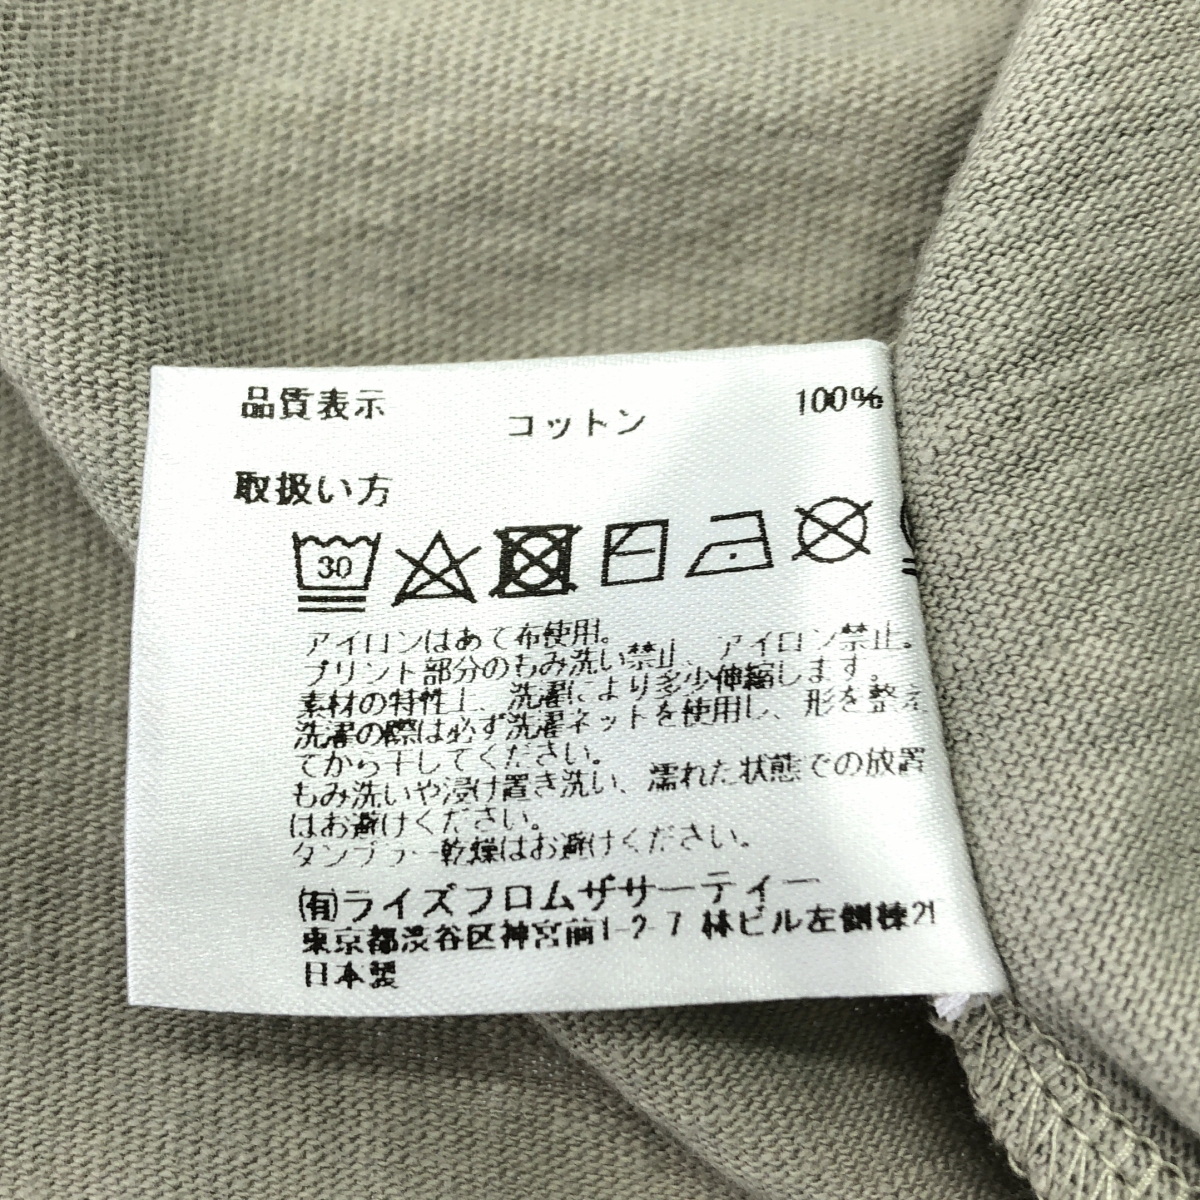 品質表示
コットン 100%
取扱い方
30
アイロンはあて布使用。
プリント部分のもみ洗い禁止、アイロン禁止。
素材の特性上、洗濯により多少伸縮します。
洗濯の際は必ず洗濯ネットを使用し、形を整え
てから干してください。
もみ洗いや浸け置き洗い、濡れた状態での放置
はお避けください。
タンブラー乾燥はお避けください。
(有)ライズフロムザサーティー
東京都渋谷区神宮前1-2-7 林ビル左側棟2F
日本製